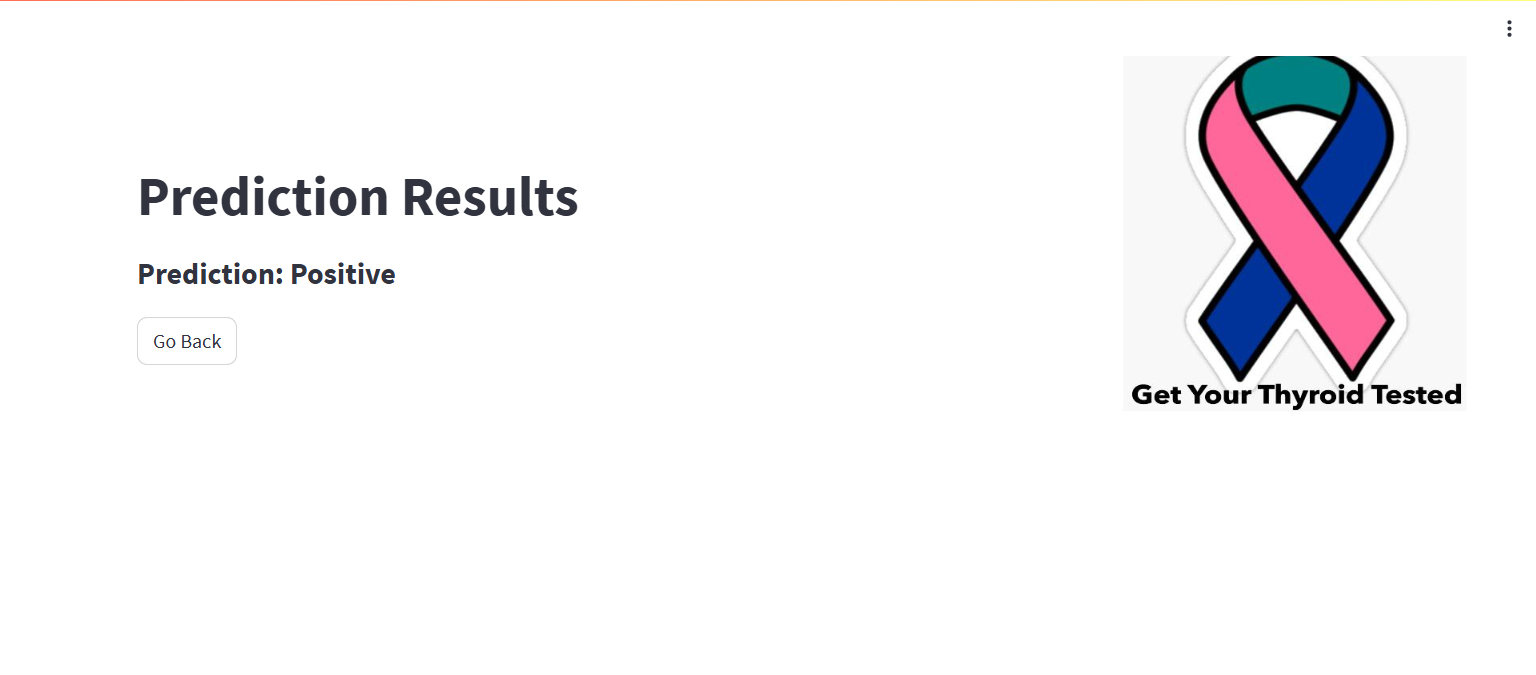 Prediction Results
Prediction: Positive
Go Back
Get Your Thyroid Tested